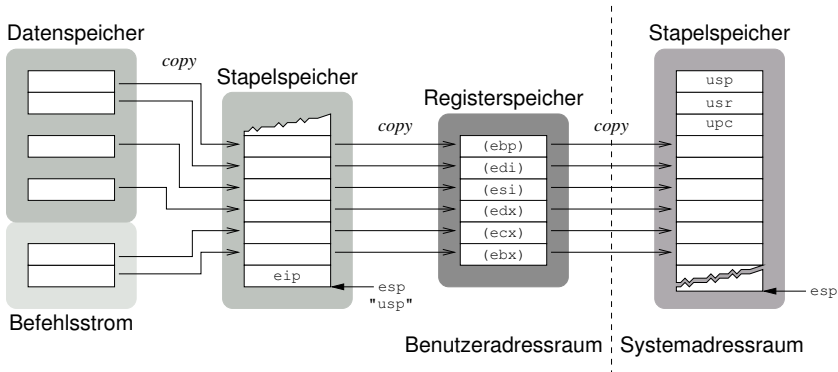 Datenspeicher
copy
Stapelspeicher
eip
esp
"usp"
Befehlsstrom
copy
Registerspeicher
(ebp)
(edi)
(esi)
(edx)
(ecx)
(ebx)
copy
Stapelspeicher
usp
usr
upc
esp
Benutzeradressraum
Systemadressraum